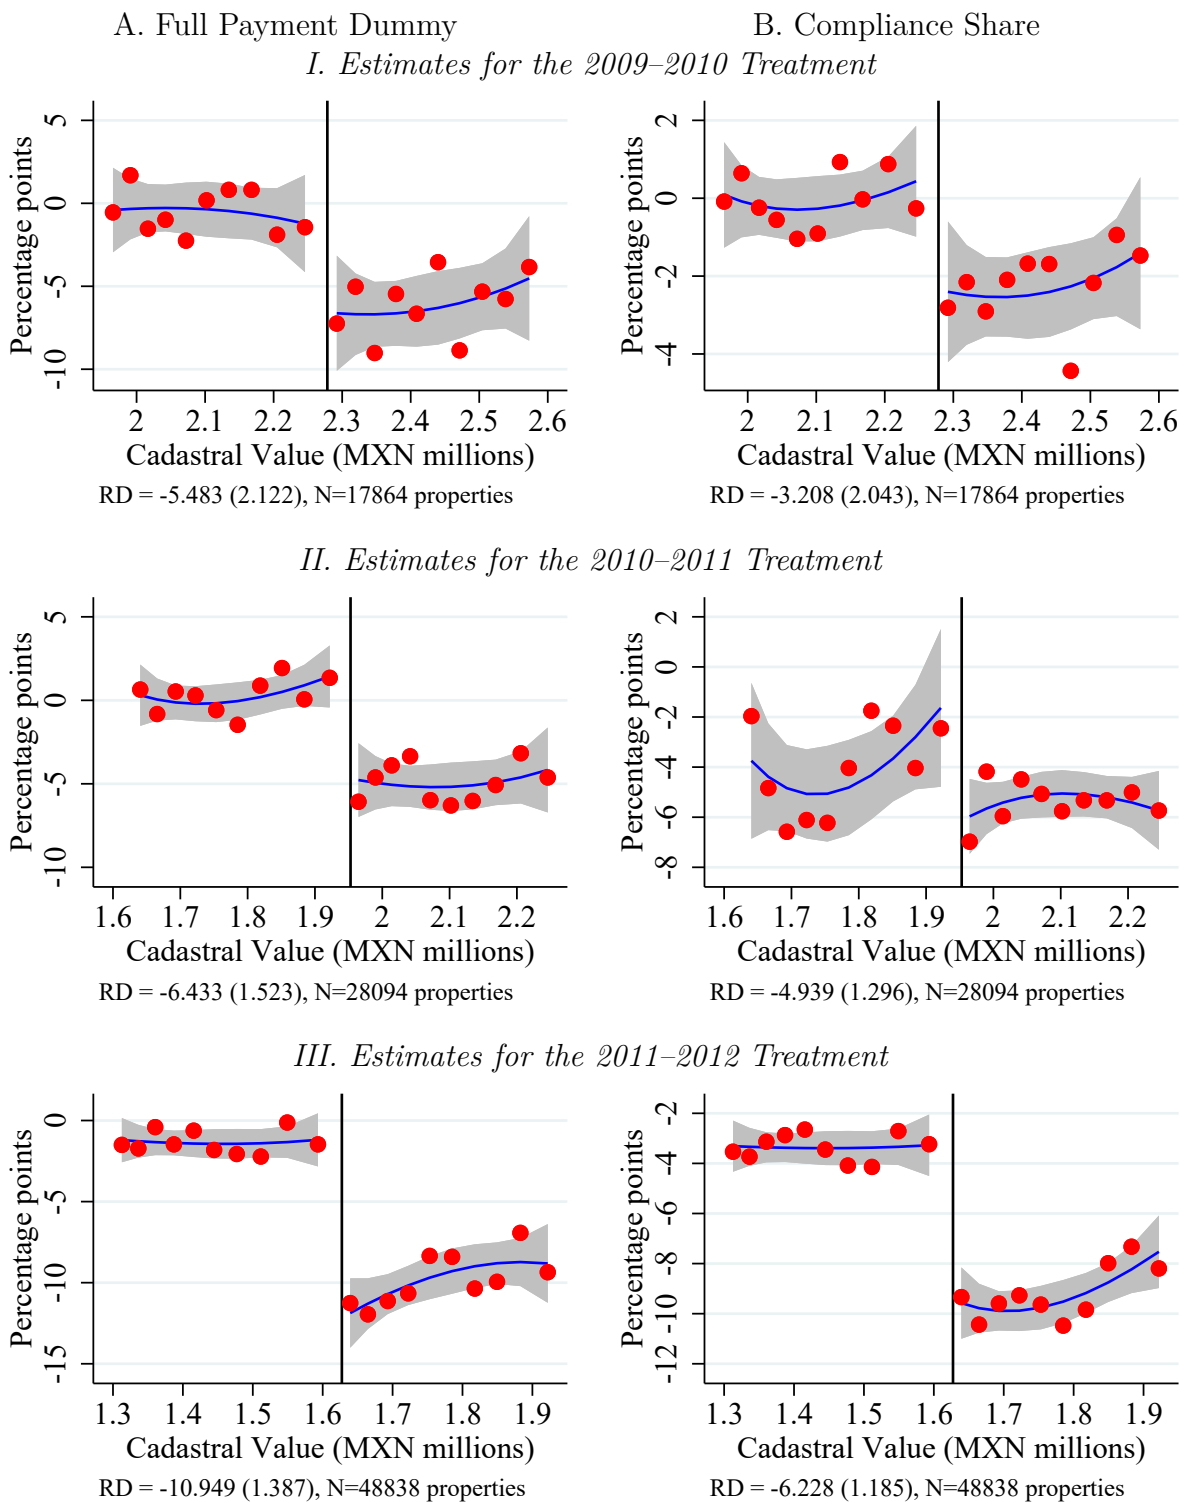 A. Full Payment Dummy
B. Compliance Share
I. Estimates for the 2009–2010 Treatment
Percentage points
5
0
-5
-10
2 2.1 2.2 2.3 2.4 2.5 2.6
Cadastral Value (MXN millions)
RD = -5.483 (2.122), N=17864 properties
Percentage points
2
0
-2
-4
2 2.1 2.2 2.3 2.4 2.5 2.6
Cadastral Value (MXN millions)
RD = -3.208 (2.043), N=17864 properties
II. Estimates for the 2010–2011 Treatment
Percentage points
5
0
-5
-10
1.6 1.7 1.8 1.9 2 2.1 2.2
Cadastral Value (MXN millions)
RD = -6.433 (1.523), N=28094 properties
Percentage points
2
0
-2
-4
-6
-8
1.6 1.7 1.8 1.9 2 2.1 2.2
Cadastral Value (MXN millions)
RD = -4.939 (1.296), N=28094 properties
III. Estimates for the 2011–2012 Treatment
Percentage points
0
-5
-10
-15
1.3 1.4 1.5 1.6 1.7 1.8 1.9
Cadastral Value (MXN millions)
RD = -10.949 (1.387), N=48838 properties
Percentage points
-2
-4
-6
-8
-10
-12
1.3 1.4 1.5 1.6 1.7 1.8 1.9
Cadastral Value (MXN millions)
RD = -6.228 (1.185), N=48838 properties